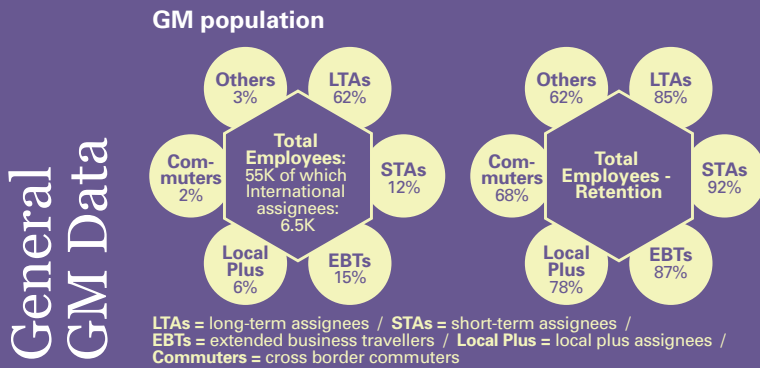 General
GM Data
GM population
Others
3%
LTAs
62%
Com-
muters
2%
Total
Employees:
55K of which
International
assignees:
6.5K
STAs
12%
Local
Plus
6%
EBTs
15%
Others
62%
LTAs
85%
Com-
muters
68%
Total
Employees -
Retention
STAs
92%
Local
Plus
78%
EBTs
87%
LTAs = long-term assignees / STAs = short-term assignees /
EBTs = extended business travellers / Local Plus = local plus assignees /
Commuters = cross border commuters